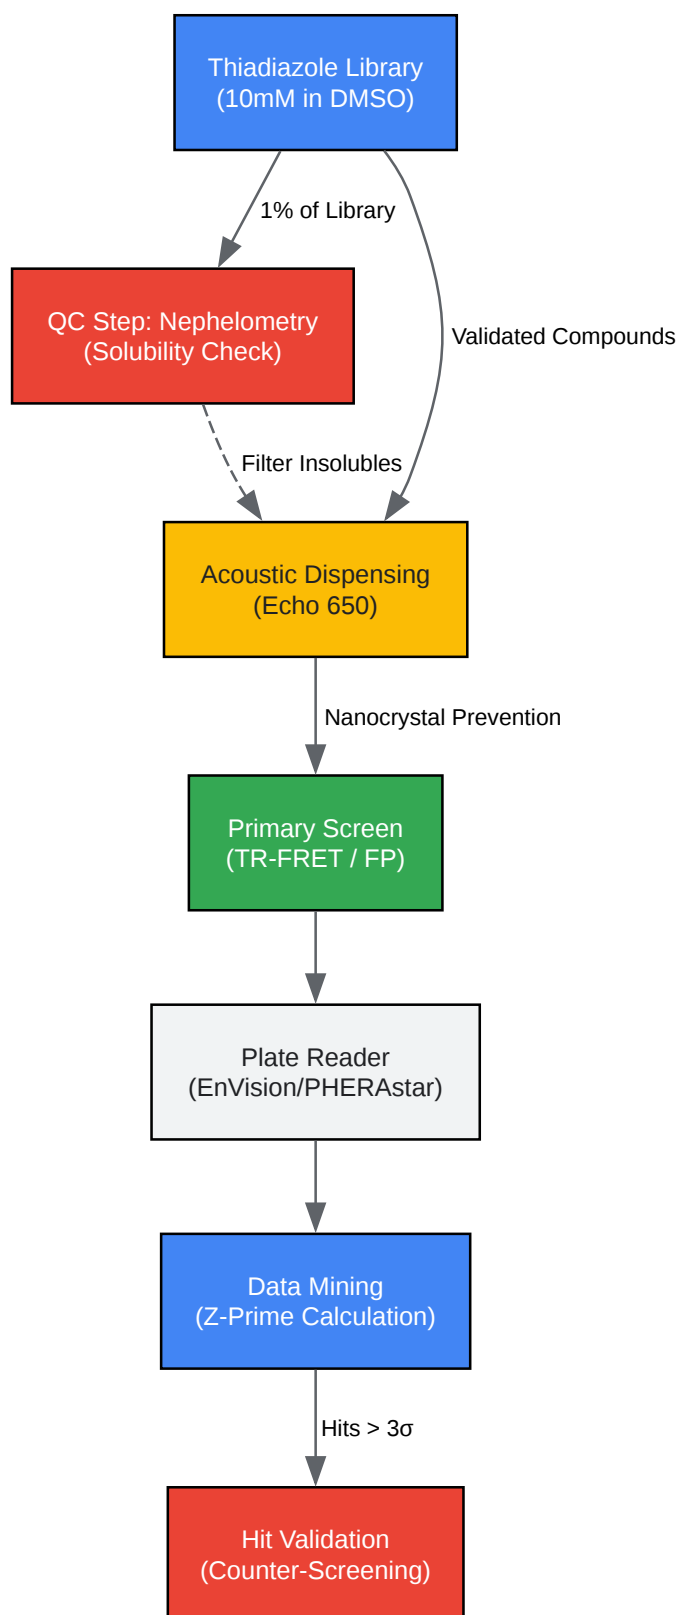 Thiadiazole Library
(10mM in DMSO)
1% of Library
QC Step: Nephelometry
(Solubility Check)
Validated Compounds
Filter Insolubles
Acoustic Dispensing
(Echo 650)
Nanocrystal Prevention
Primary Screen
(TR-FRET / FP)
Plate Reader
(EnVision/PHERAstar)
Data Mining
(Z-Prime Calculation)
Hits > 3σ
Hit Validation
(Counter-Screening)